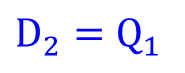 D₂ = Q₁